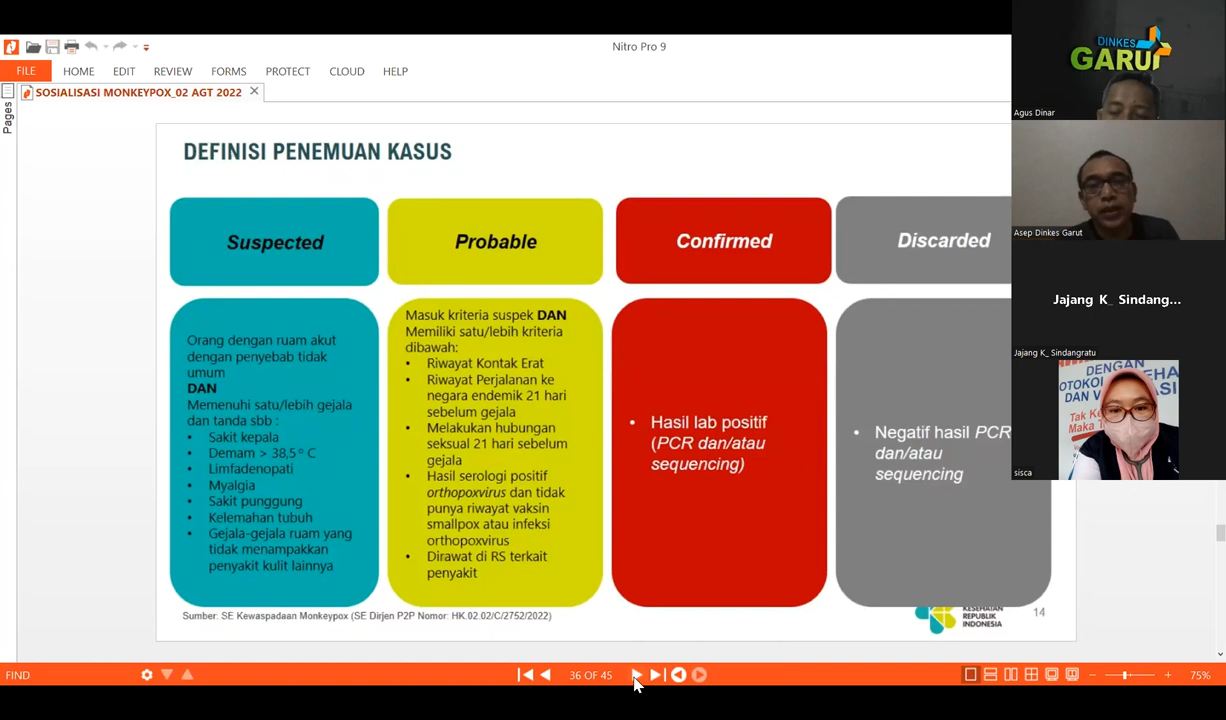 Nitro Pro 9
FILE HOME EDIT REVIEW FORMS PROTECT CLOUD HELP
SOSIALISASI MONKEYPOX_02 AGT 2022
Pages
DEFINISI PENEMUAN KASUS
Suspected
Orang dengan ruam akut
dengan penyebab tidak
umum
DAN
Memenuhi satu/lebih gejala
dan tanda sbb :
• Sakit kepala
• Demam > 38,5° C
• Limfadenopati
• Myalgia
• Sakit punggung
• Kelemahan tubuh
• Gejala-gejala ruam yang
tidak menampakkan
penyakit kulit lainnya
Probable
Masuk kriteria suspek DAN
Memiliki satu/lebih kriteria
dibawah:
• Riwayat Kontak Erat
• Riwayat Perjalanan ke
negara endemik 21 hari
sebelum gejala
• Melakukan hubungan
seksual 21 hari sebelum
gejala
• Hasil serologi positif
orthopoxvirus dan tidak
punya riwayat vaksin
smallpox atau infeksi
orthopoxvirus
• Dirawat di RS terkait
penyakit
Confirmed
• Hasil lab positif
(PCR dan/atau
sequencing)
Discarded
• Negatif hasil PCR
dan/atau
sequencing
Sumber: SE Kewaspadaan Monkeypox (SE Dirjen P2P Nomor: HK.02.02/C/2752/2022)
KESEHATAN
REPUBLIK
INDONESIA
14
FIND
36 OF 45
75%
DINKES
GARUT
Agus Dinar
Asep Dinkes Garut
Jajang K_ Sindang...
Jajang K_ Sindangratu
DENGAN
DAN
Tak Ke
Maka T
sisca